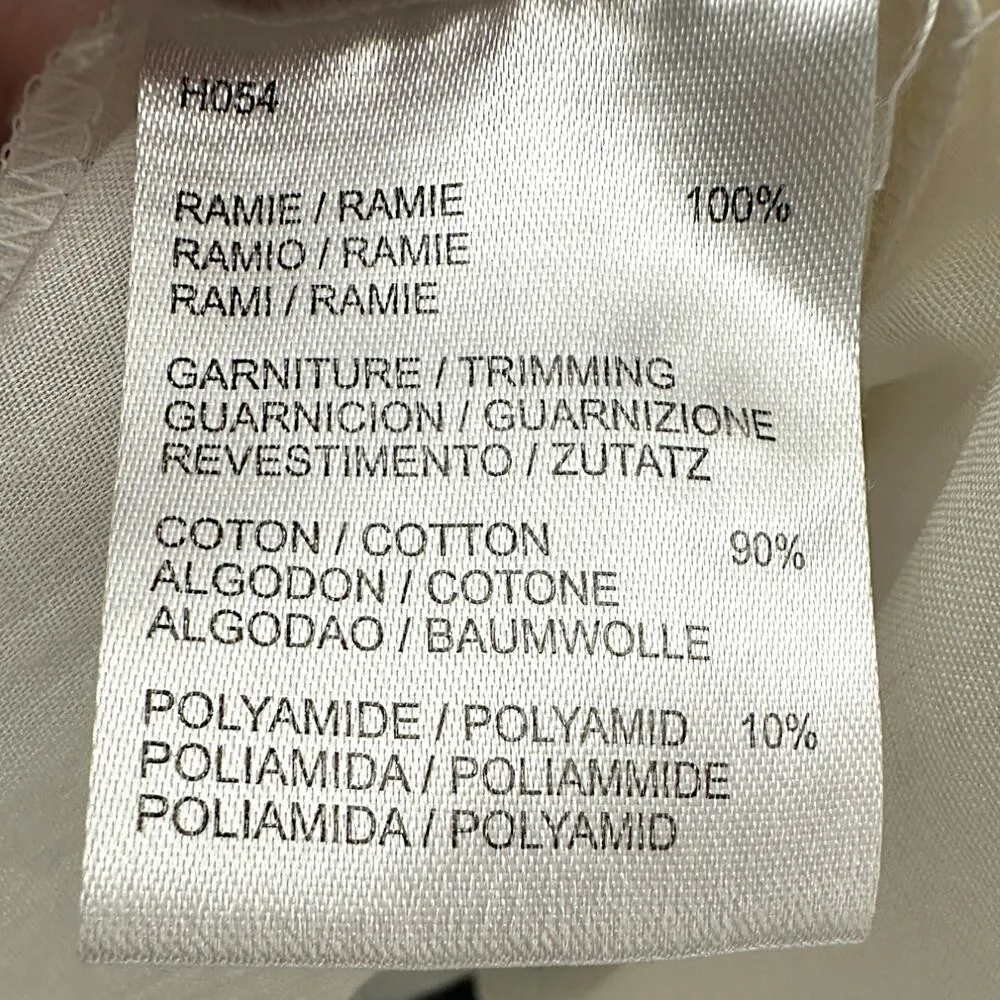 H054
RAMIE / RAMIE 100%
RAMIO / RAMIE
RAMI / RAMIE
GARNITURE / TRIMMING
GUARNICION / GUARNIZIONE
REVESTIMENTO / ZUTATZ
COTON / COTTON 90%
ALGODON / COTONE
ALGODAO / BAUMWOLLE
POLYAMIDE / POLYAMID 10%
POLIAMIDA / POLIAMMIDE
POLIAMIDA / POLYAMID